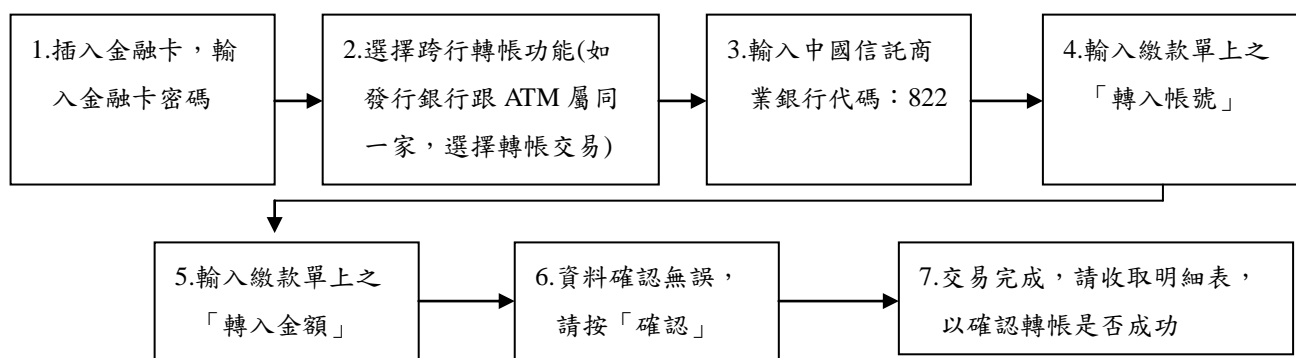 1.插入金融卡，輸
入金融卡密碼
2.選擇跨行轉帳功能(如
發行銀行跟 ATM 屬同
一家，選擇轉帳交易)
3.輸入中國信託商
業銀行代碼：822
4.輸入繳款單上之
「轉入帳號」
5.輸入繳款單上之
「轉入金額」
6.資料確認無誤，
請按「確認」
7.交易完成，請收取明細表，
以確認轉帳是否成功